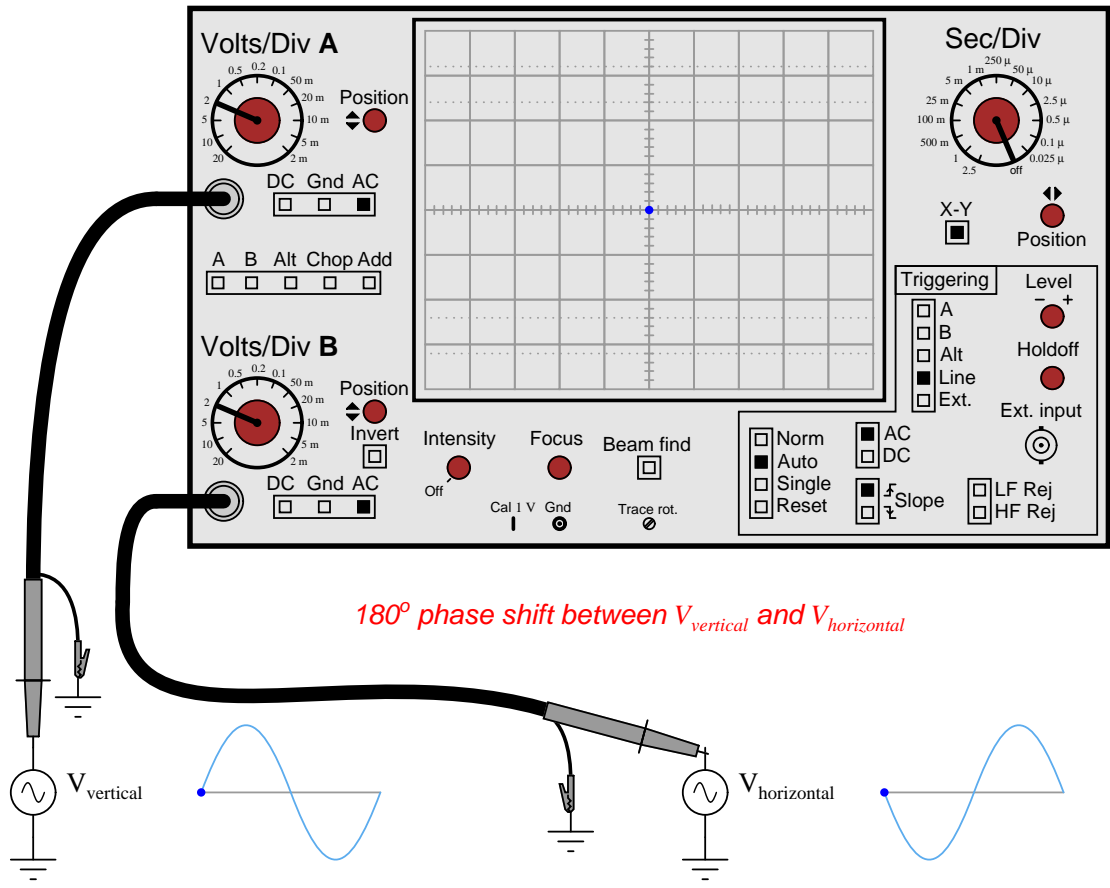 Volts/Div A
0.5 0.2 0.1
1 50 m
2 20 m
5 10 m
10 5 m
20 2 m
Position
DC Gnd AC
A B Alt Chop Add
Volts/Div B
0.5 0.2 0.1
1 50 m
2 20 m
5 10 m
10 5 m
20 2 m
Position
Invert
DC Gnd AC
Intensity
Off
Focus
Beam find
Cal 1 V Gnd
Trace rot.
Sec/Div
250 μ
1 m 50 μ
5 m 10 μ
25 m 2.5 μ
100 m 0.5 μ
500 m 0.1 μ
1 0.025 μ
2.5 off
X-Y
Position
Triggering
A
B
Alt
Line
Ext.
Level
- +
Holdoff
Ext. input
Norm
Auto
Single
Reset
AC
DC
Slope
LF Rej
HF Rej
180o phase shift between Vvertical and Vhorizontal
Vvertical
Vhorizontal